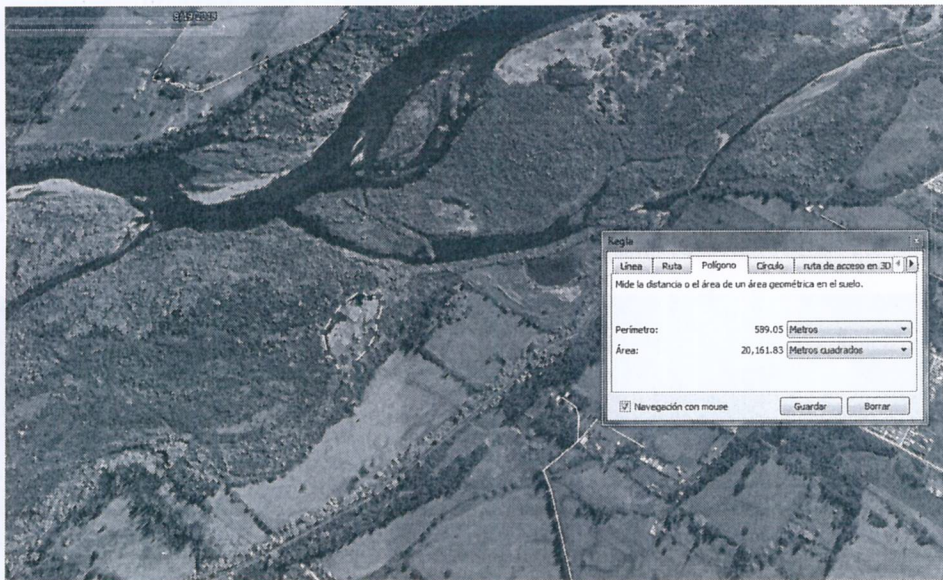 Regla
Línea Ruta Polígono Círculo ruta de acceso en 3D
Mide la distancia o el área de un área geométrica en el suelo.
Perímetro: 589.05 Metros
Área: 20,161.83 Metros cuadrados
Navegación con mouse Guardar Borrar